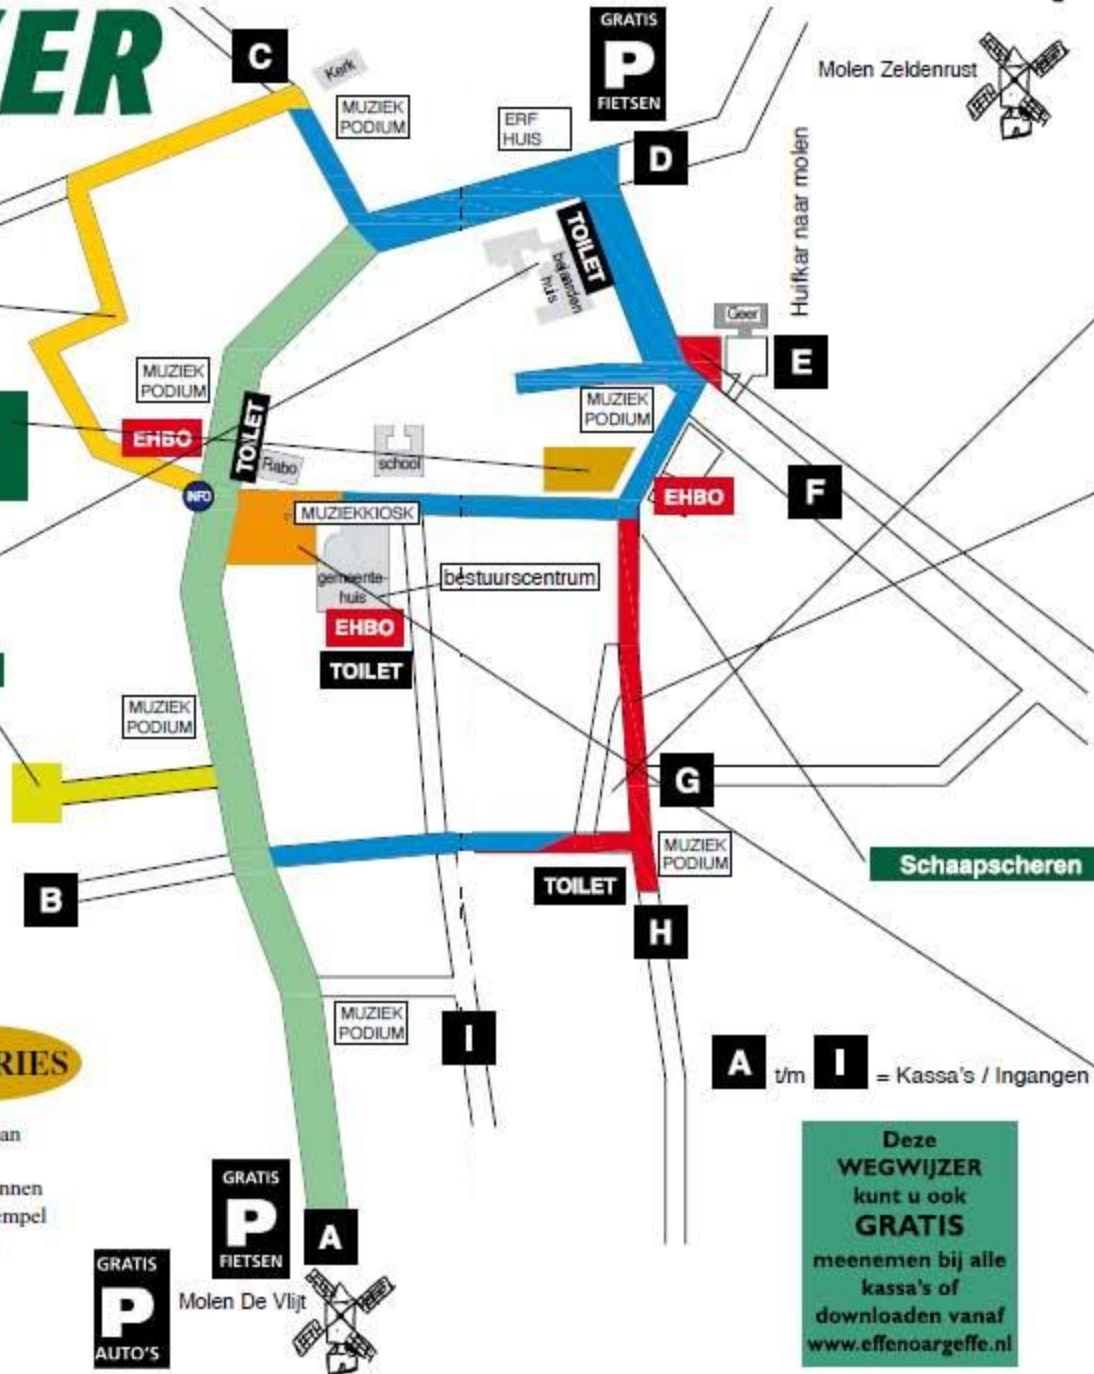 C
Kerk
MUZIEK
PODIUM
GRATIS
P
FIETSEN
ERF
HUIS
D
Molen Zeldenrust
Huifkar naar molen
TOILET
bejaarden
huis
Geer
E
MUZIEK
PODIUM
EHBO
TOILET
Rabo
school
MUZIEK
PODIUM
INFO
MUZIEKKIOSK
EHBO
F
gemeente-
huis
bestuurscentrum
EHBO
TOILET
MUZIEK
PODIUM
G
MUZIEK
PODIUM
Schaapscheren
B
TOILET
H
MUZIEK
PODIUM
I
A t/m I = Kassa's / Ingangen
GRATIS
P
FIETSEN
A
GRATIS
P
AUTO'S
Molen De Vlijt
Deze
WEGWIJZER
kunt u ook
GRATIS
meenemen bij alle
kassa's of
downloaden vanaf
www.effenoargeffe.nl